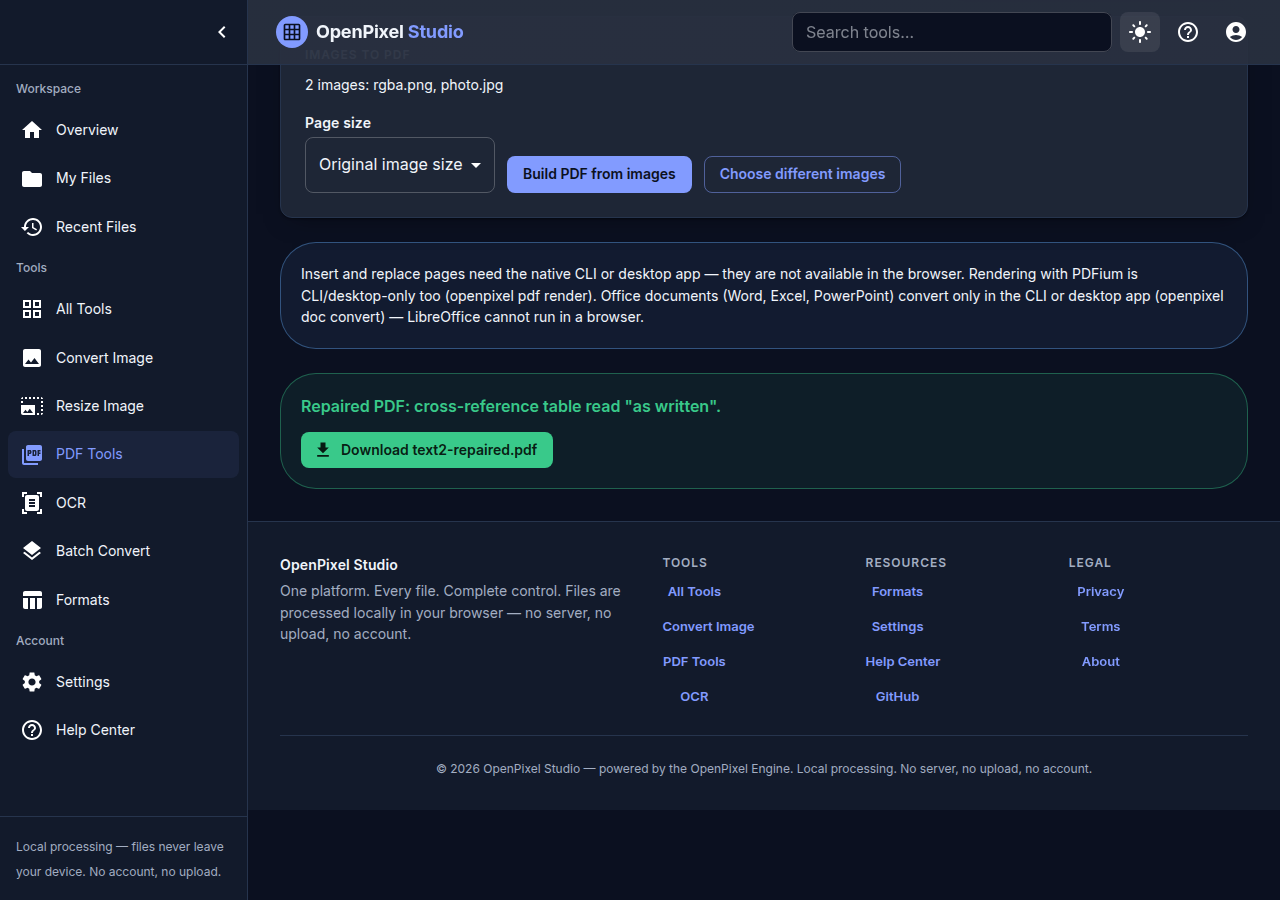 OpenPixel Studio
Search tools...
Workspace
Overview
My Files
Recent Files
Tools
All Tools
Convert Image
Resize Image
PDF Tools
OCR
Batch Convert
Formats
Account
Settings
Help Center
Local processing — files never leave
your device. No account, no upload.
IMAGES TO PDF
2 images: rgba.png, photo.jpg
Page size
Original image size
Build PDF from images
Choose different images
Insert and replace pages need the native CLI or desktop app — they are not available in the browser. Rendering with PDFium is
CLI/desktop-only too (openpixel pdf render). Office documents (Word, Excel, PowerPoint) convert only in the CLI or desktop app (openpixel
doc convert) — LibreOffice cannot run in a browser.
Repaired PDF: cross-reference table read "as written".
Download text2-repaired.pdf
OpenPixel Studio
One platform. Every file. Complete control. Files are
processed locally in your browser — no server, no
upload, no account.
TOOLS
All Tools
Convert Image
PDF Tools
OCR
RESOURCES
Formats
Settings
Help Center
GitHub
LEGAL
Privacy
Terms
About
© 2026 OpenPixel Studio — powered by the OpenPixel Engine. Local processing. No server, no upload, no account.